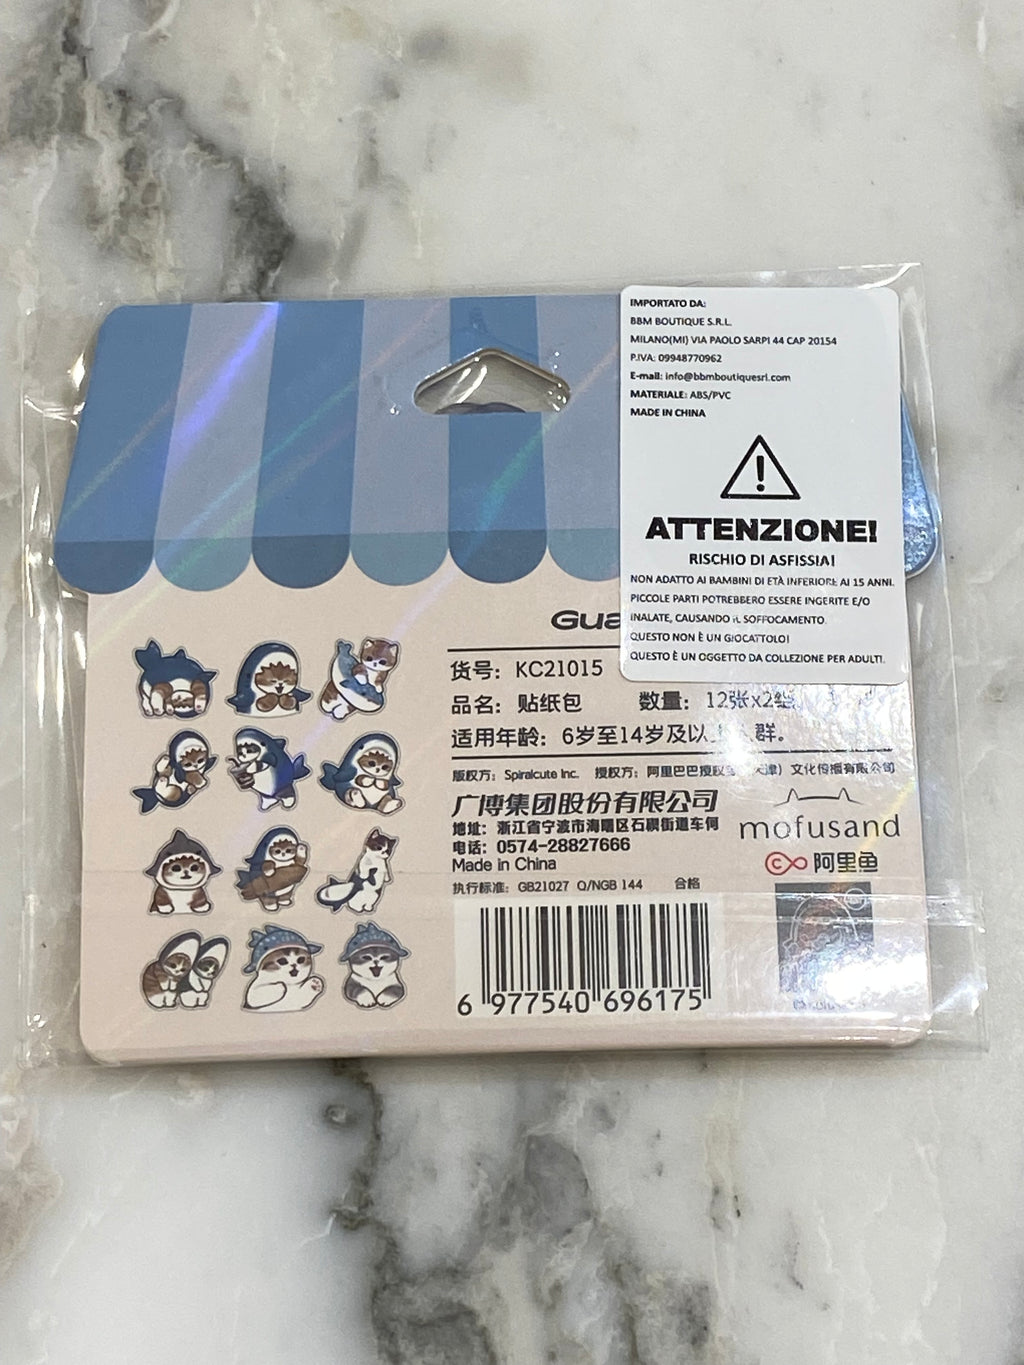 IMPORTATO DA:
BBM BOUTIQUE S.R.L.
MILANO(MI) VIA PAOLO SARPI 44 CAP 20154
P.IVA: 09948770962
E-mail: info@bbmboutiquesrl.com
MATERIALE: ABS/PVC
MADE IN CHINA
ATTENZIONE!
RISCHIO DI ASFISSIA!
NON ADATTO AI BAMBINI DI ETÀ INFERIORE AI 15 ANNI.
PICCOLE PARTI POTREBBERO ESSERE INGERITE E/O
INALATE, CAUSANDO IL SOFFOCAMENTO.
QUESTO NON È UN GIOCATTOLO!
QUESTO È UN OGGETTO DA COLLEZIONE PER ADULTI.
Gua
货号: KC21015
品名: 贴纸包 数量: 12张x2组
适用年龄: 6岁至14岁及以 群。
版权方: Spiralcute Inc. 授权方: 阿里巴巴授权宝 津）文化传播有限公司
广博集团股份有限公司
地址: 浙江省宁波市海曙区石碶街道车何
电话: 0574-28827666
Made in China
执行标准: GB21027 Q/NGB 144 合格
mofusand
阿里鱼
6 977540 696175